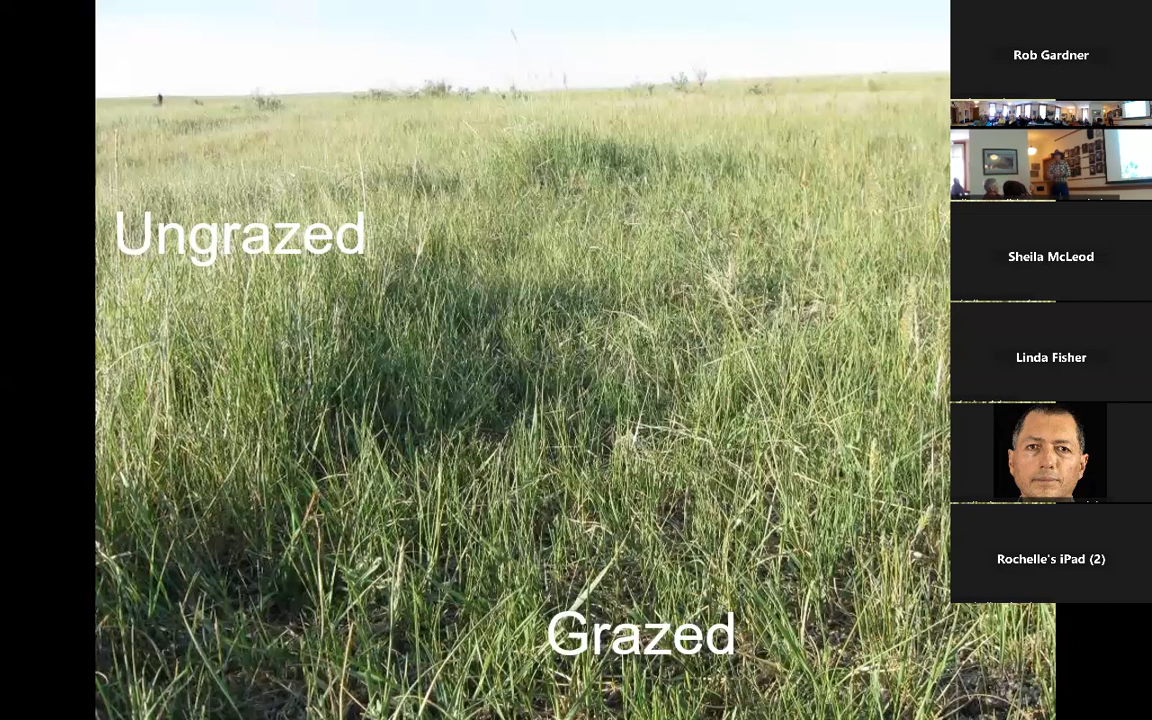 Ungrazed
Grazed
Rob Gardner
Sheila McLeod
Linda Fisher
Rochelle's iPad (2)